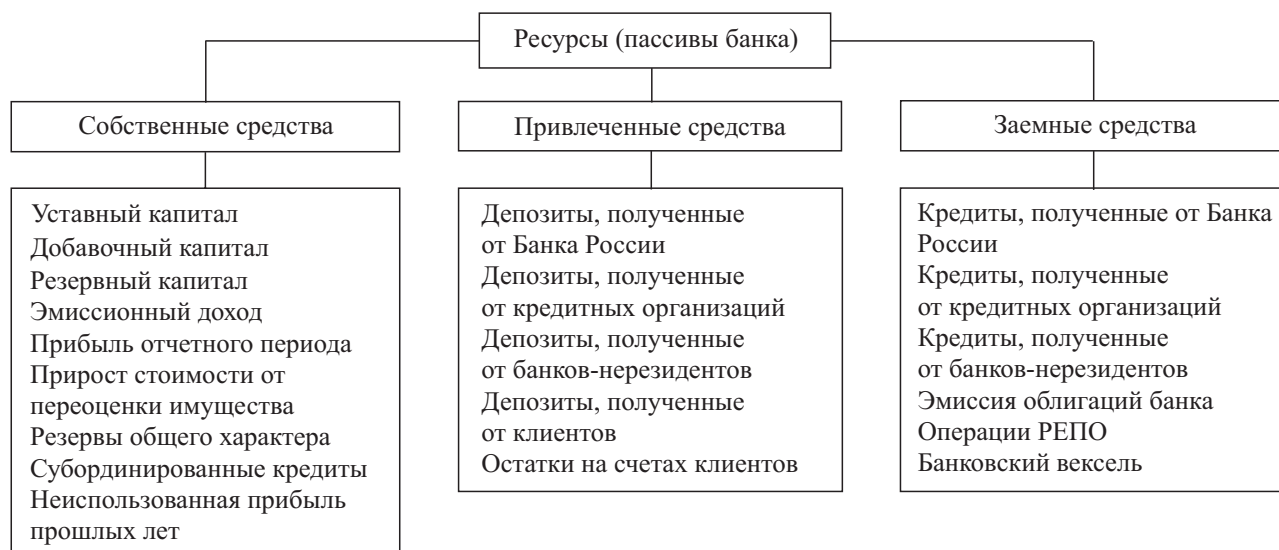 Ресурсы (пассивы банка)
Собственные средства
Привлеченные средства
Заемные средства
Уставный капитал
Добавочный капитал
Резервный капитал
Эмиссионный доход
Прибыль отчетного периода
Прирост стоимости от
переоценки имущества
Резервы общего характера
Субординированные кредиты
Неиспользованная прибыль
прошлых лет
Депозиты, полученные
от Банка России
Депозиты, полученные
от кредитных организаций
Депозиты, полученные
от банков-нерезидентов
Депозиты, полученные
от клиентов
Остатки на счетах клиентов
Кредиты, полученные от Банка
России
Кредиты, полученные
от кредитных организаций
Кредиты, полученные
от банков-нерезидентов
Эмиссия облигаций банка
Операции РЕПО
Банковский вексель